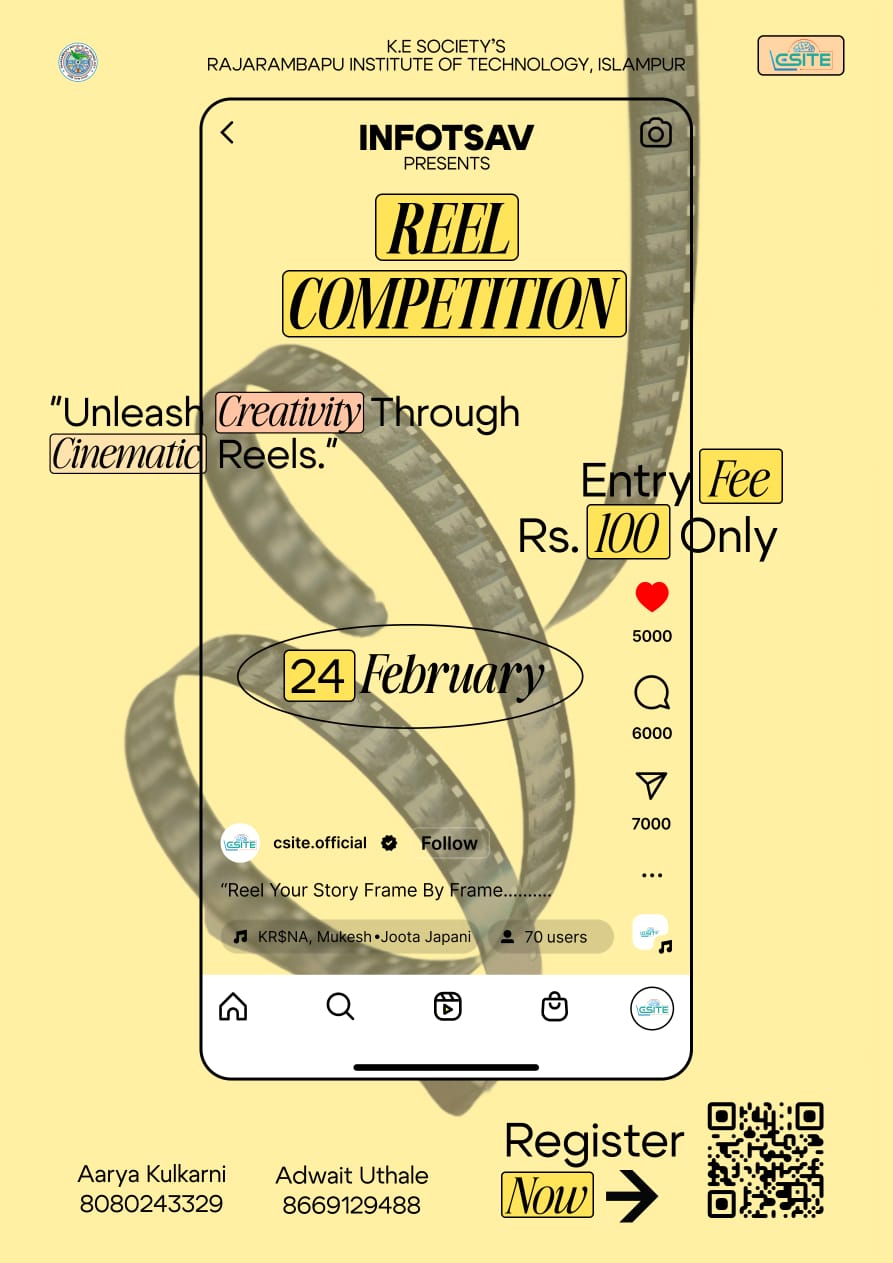 K.E SOCIETY'S
RAJARAMBAPU INSTITUTE OF TECHNOLOGY, ISLAMPUR
CSITE
INFOTSAV
PRESENTS
REEL
COMPETITION
"Unleash Creativity Through
Cinematic Reels."
Entry Fee
Rs. 100 Only
5000
24 February
6000
7000
CSITE
csite.official
Follow
"Reel Your Story Frame By Frame..........
KR$NA, Mukesh•Joota Japani
70 users
CSITE
CSITE
Register
Now
Aarya Kulkarni
8080243329
Adwait Uthale
8669129488